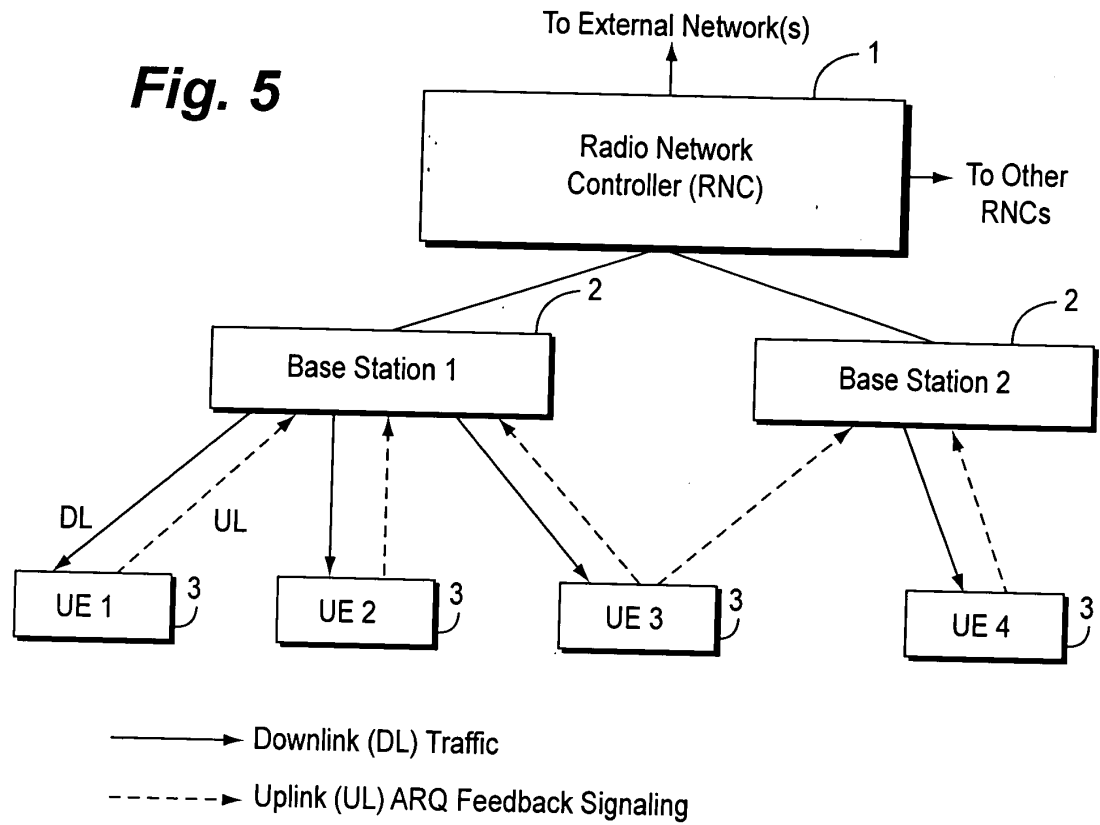 To External Network(s)
Fig. 5
1
Radio Network
Controller (RNC)
To Other
RNCs
2
2
Base Station 1
Base Station 2
DL
UL
UE 1
3
UE 2
3
UE 3
3
UE 4
3
Downlink (DL) Traffic
Uplink (UL) ARQ Feedback Signaling